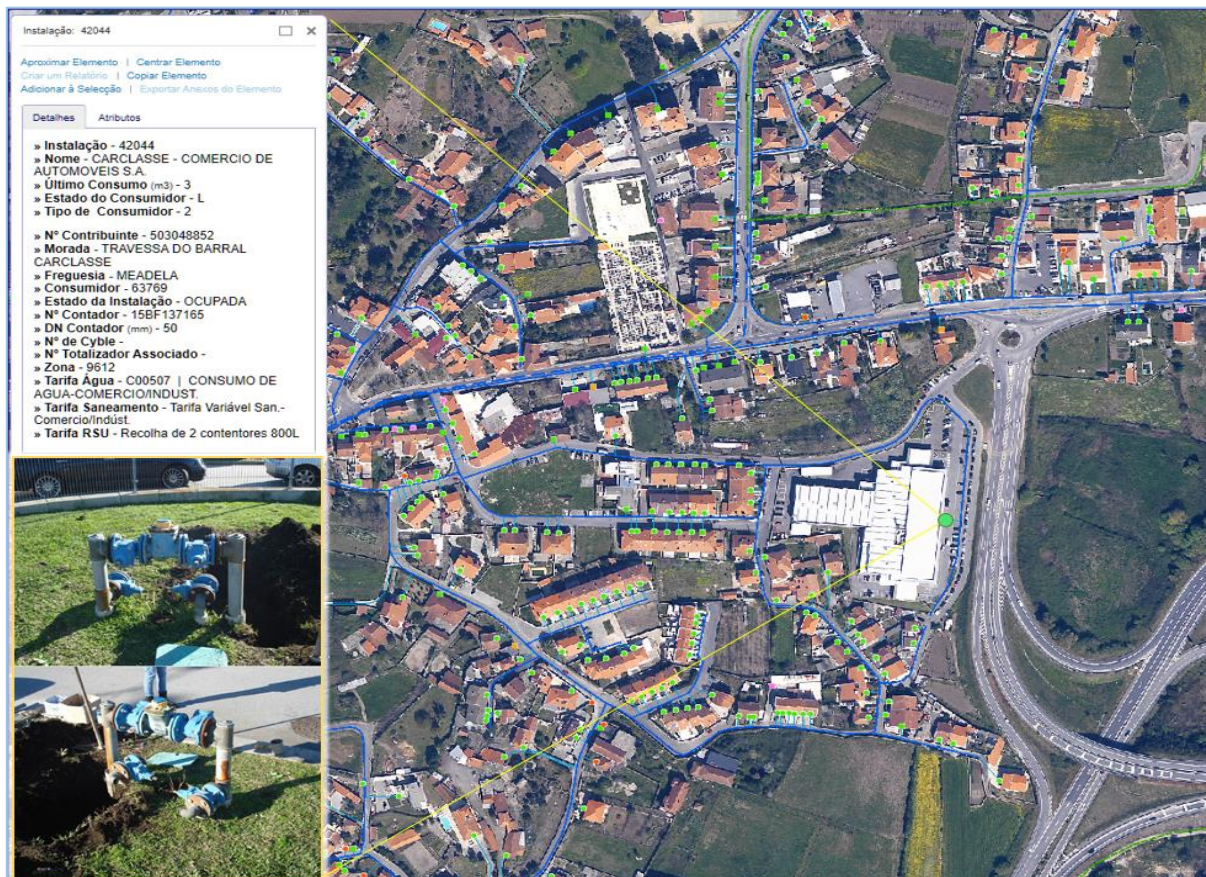 Instalação: 42044
Aproximar Elemento | Centrar Elemento
Criar um Relatório | Copiar Elemento
Adicionar à Selecção | Exportar Anexos do Elemento
Detalhes Atributos
» Instalação - 42044
» Nome - CARCLASSE - COMERCIO DE
AUTOMOVEIS S.A.
» Último Consumo (m3) - 3
» Estado do Consumidor - L
» Tipo de Consumidor - 2
» Nº Contribuinte - 503048852
» Morada - TRAVESSA DO BARRAL
CARCLASSE
» Freguesia - MEADELA
» Consumidor - 63769
» Estado da Instalação - OCUPADA
» Nº Contador - 15BF137165
» DN Contador (mm) - 50
» Nº de Cyble -
» Nº Totalizador Associado -
» Zona - 9612
» Tarifa Água - C00507 | CONSUMO DE
AGUA-COMERCIO/INDUST.
» Tarifa Saneamento - Tarifa Variável San.-
Comercio/Indúst.
» Tarifa RSU - Recolha de 2 contentores 800L